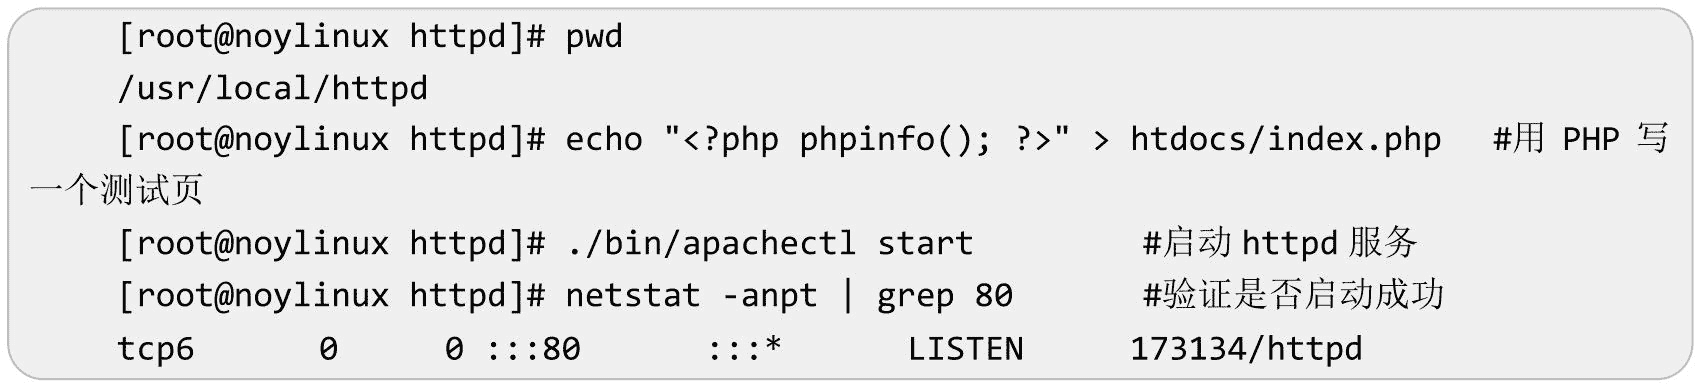 [root@noylinux httpd]# pwd
/usr/local/httpd
[root@noylinux httpd]# echo "<?php phpinfo(); ?>" > htdocs/index.php #用 PHP 写
一个测试页
[root@noylinux httpd]# ./bin/apachectl start #启动 httpd 服务
[root@noylinux httpd]# netstat -anpt | grep 80 #验证是否启动成功
tcp6 0 0 :::80 :::* LISTEN 173134/httpd